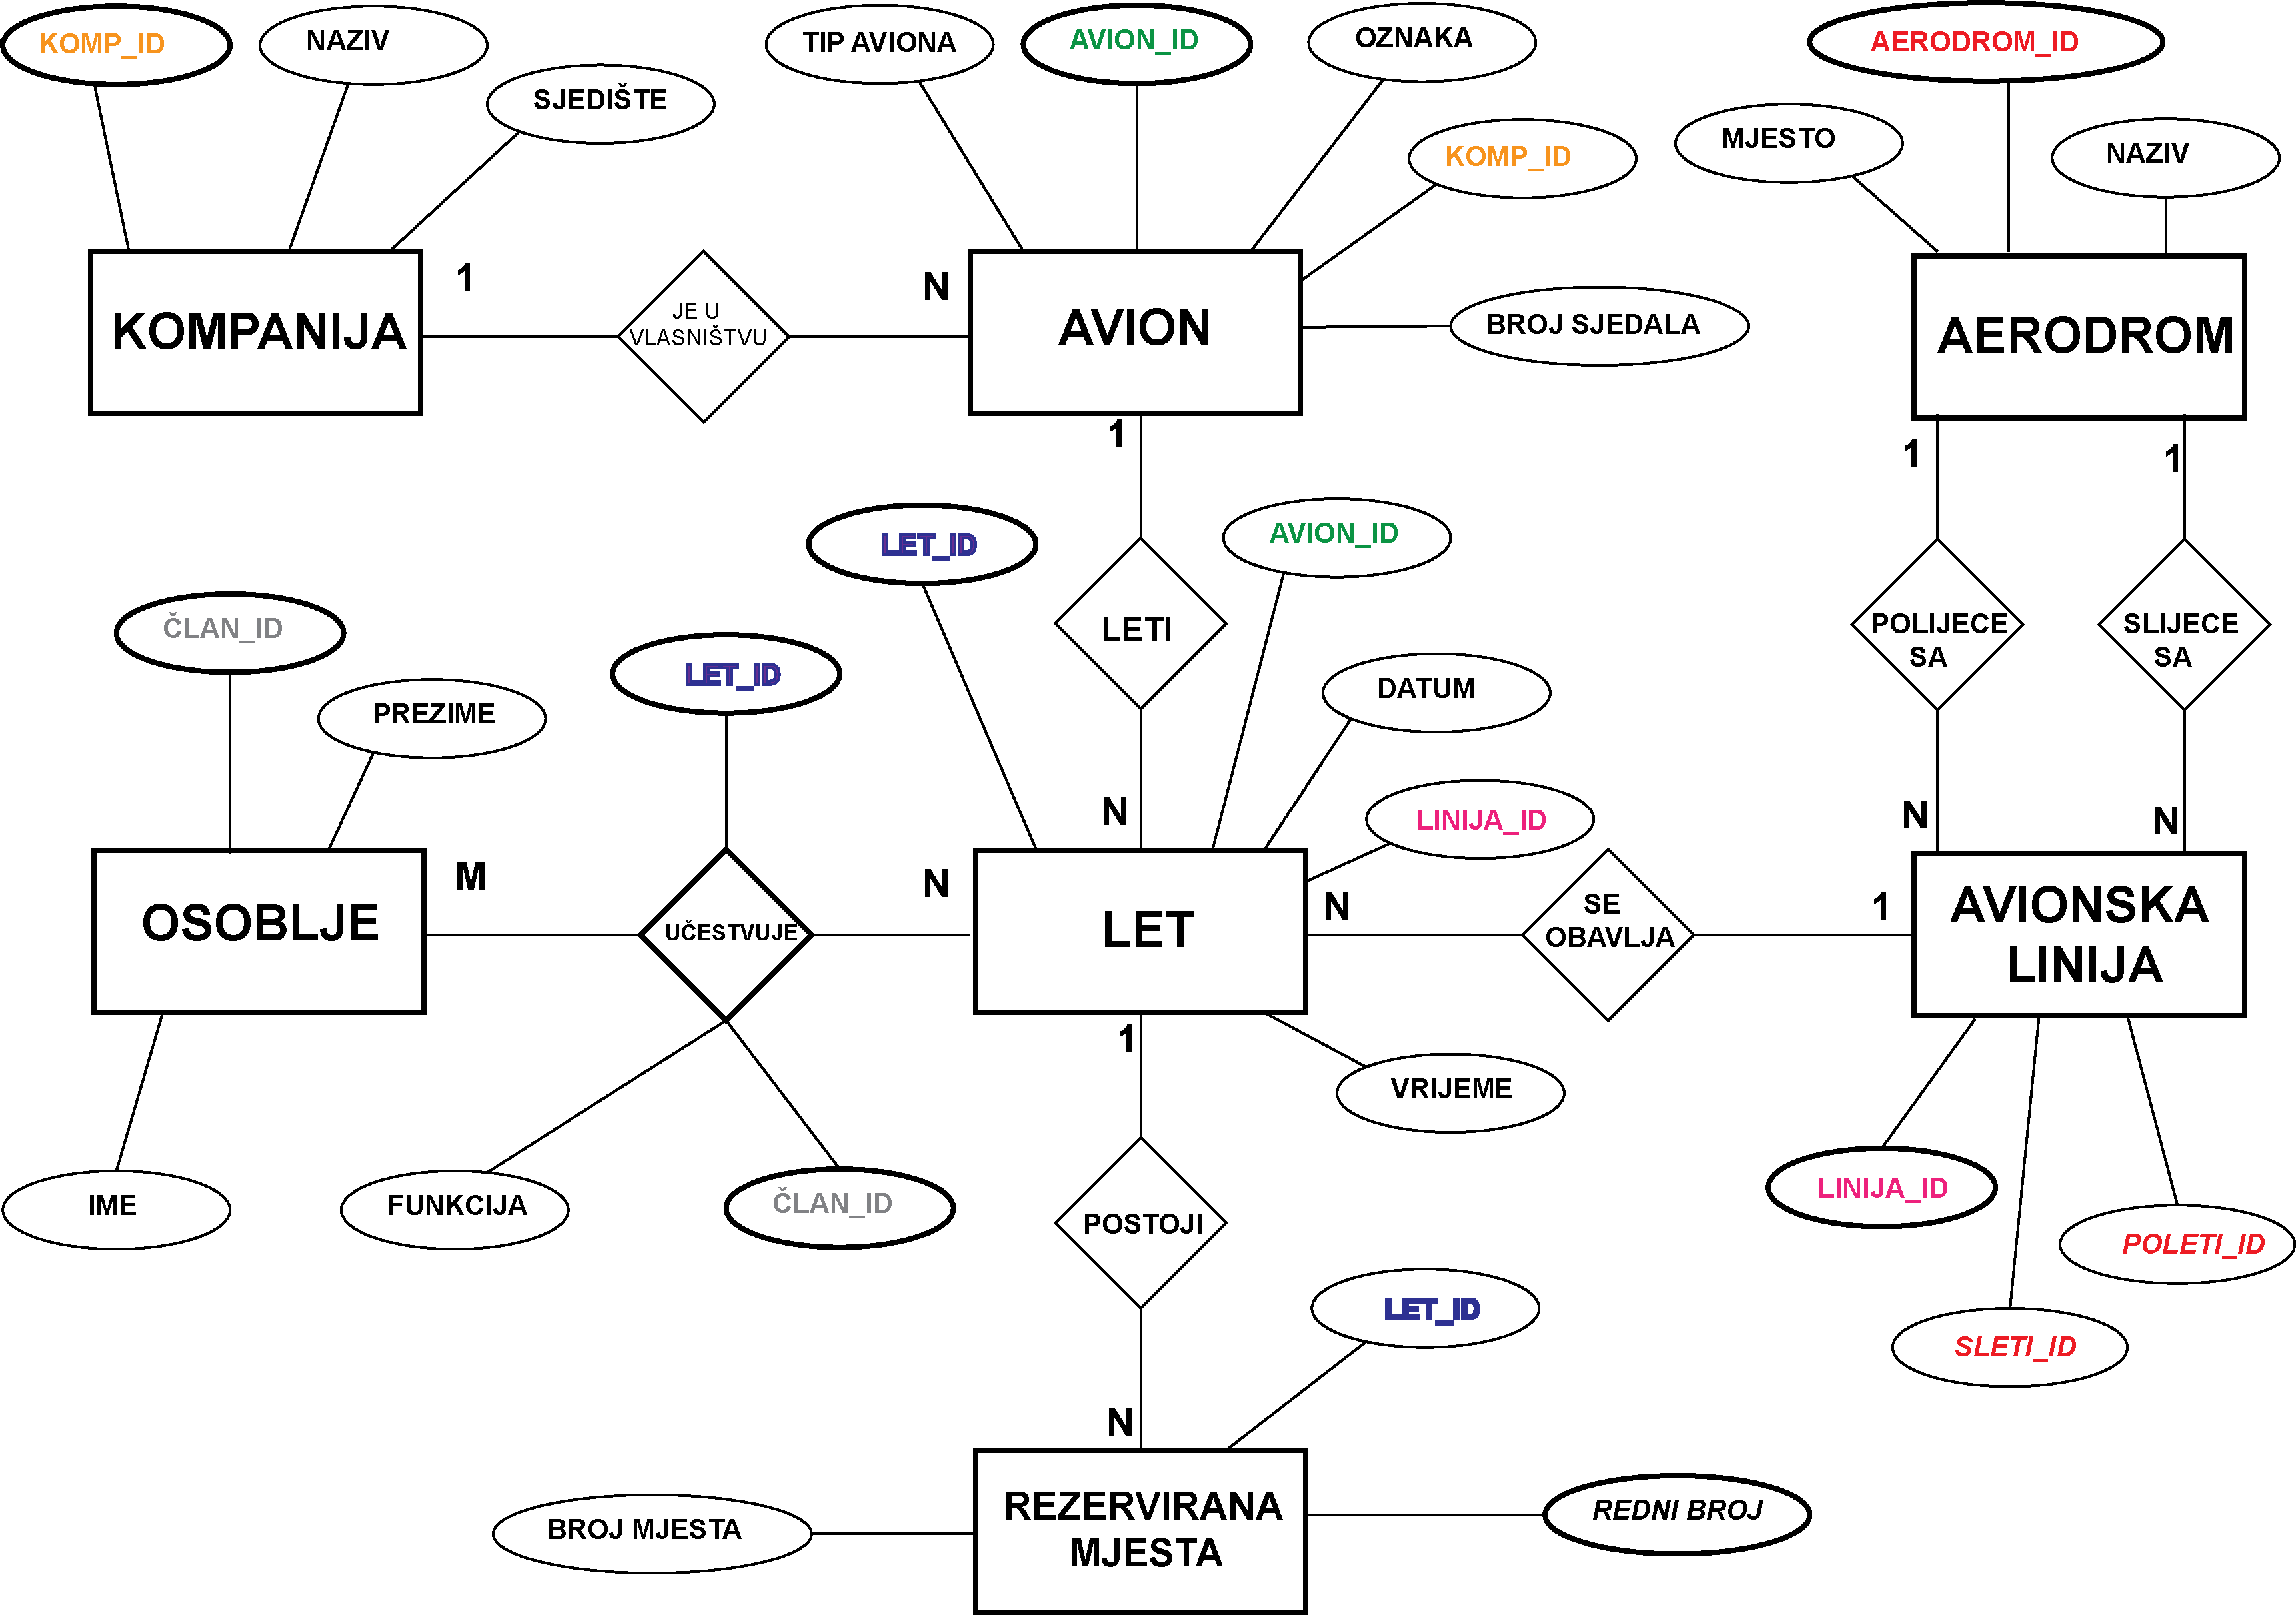 KOMP_ID
NAZIV
SJEDIŠTE
TIP AVIONA
AVION_ID
OZNAKA
KOMP_ID
BROJ SJEDALA
AERODROM_ID
MJESTO
NAZIV
KOMPANIJA
1
JE U
VLASNIŠTVU
N
AVION
AERODROM
1
1
1
LET_ID
AVION_ID
LETI
POLIJECE
SA
SLIJECE
SA
ČLAN_ID
PREZIME
LET_ID
DATUM
LINIJA_ID
N
N
N
OSOBLJE
M
UČESTVUJE
N
LET
N
SE
OBAVLJA
1
AVIONSKA
LINIJA
1
VRIJEME
IME
FUNKCIJA
ČLAN_ID
POSTOJI
LINIJA_ID
POLETI_ID
SLETI_ID
LET_ID
N
REZERVIRANA
MJESTA
BROJ MJESTA
REDNI BROJ